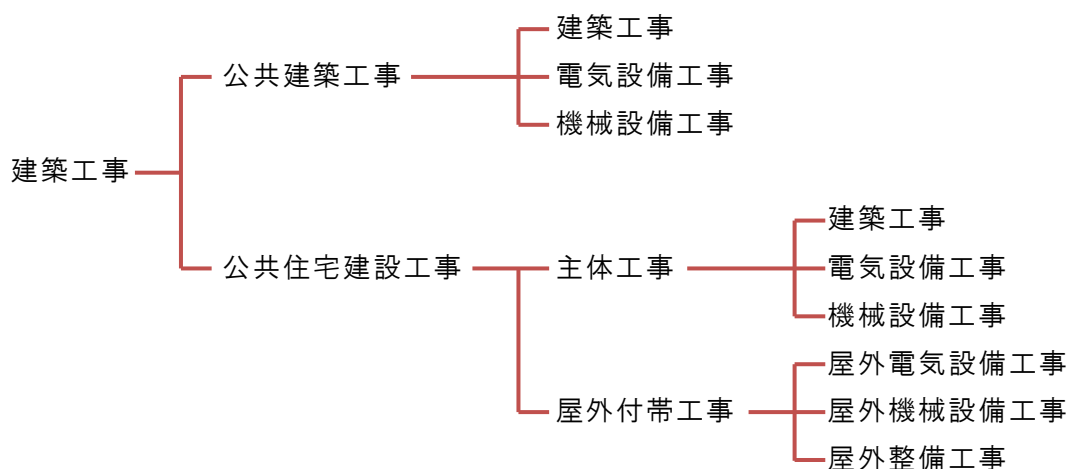 建築工事
公共建築工事
建築工事
電気設備工事
機械設備工事
公共住宅建設工事
主体工事
建築工事
電気設備工事
機械設備工事
屋外付帯工事
屋外電気設備工事
屋外機械設備工事
屋外整備工事